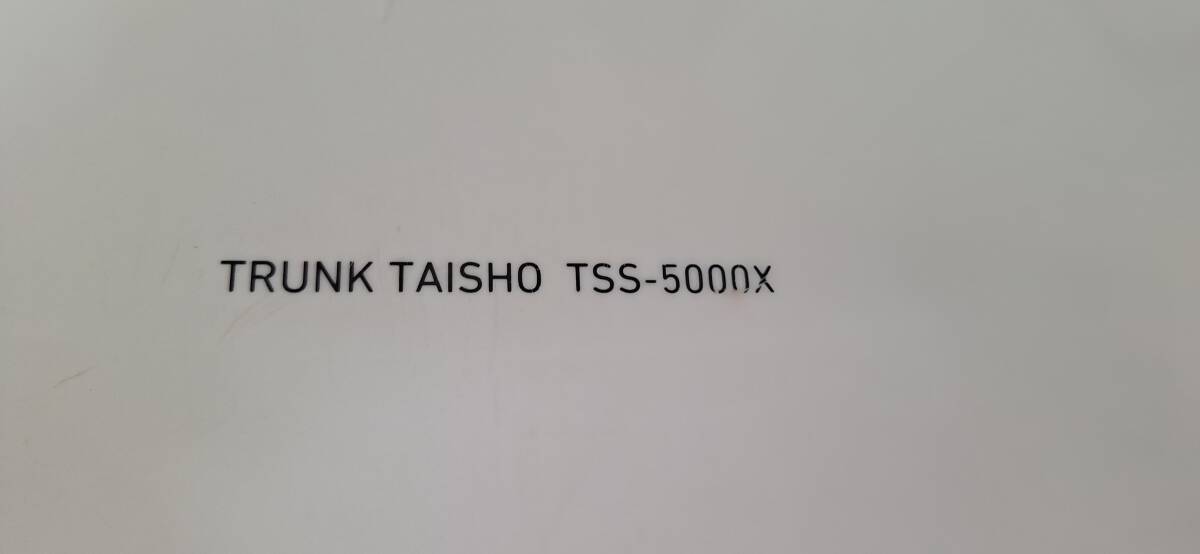 TRUNK TAISHO TSS-5000X